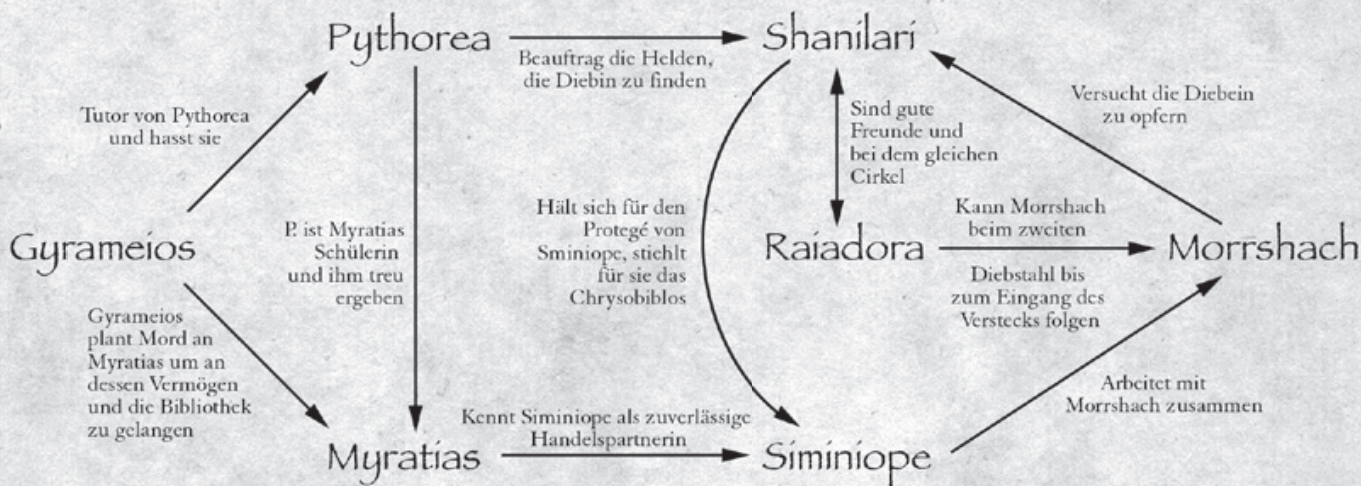 Pythorea
Beauftrag die Helden,
die Diebin zu finden
Shanilari
Tutor von Pythorea
und hasst sie
Sind gute
Freunde und
bei dem gleichen
Cirkel
Versucht die Diebein
zu opfern
Gyrameios
P. ist Myratias
Schülerin
und ihm treu
ergeben
Hält sich für den
Protegé von
Sminiope, stiehlt
für sie das
Chrysobiblos
Raiadora
Kann Morrshach
beim zweiten
Diebstahl bis
zum Eingang des
Verstecks folgen
Morrshach
Gyrameios
plant Mord an
Myratias um an
dessen Vermögen
und die Bibliothek
zu gelangen
Myratias
Kennt Siminiope als zuverlässige
Handelspartnerin
Siminiope
Arbeitet mit
Morrshach zusammen